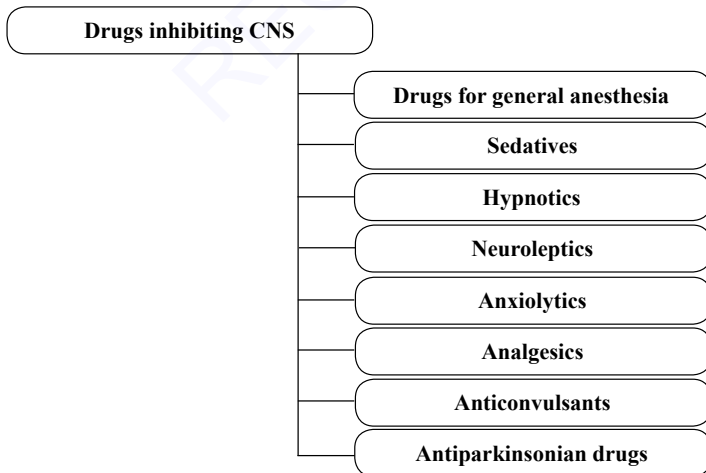 Drugs inhibiting CNS
Drugs for general anesthesia
Sedatives
Hypnotics
Neuroleptics
Anxiolytics
Analgesics
Anticonvulsants
Antiparkinsonian drugs